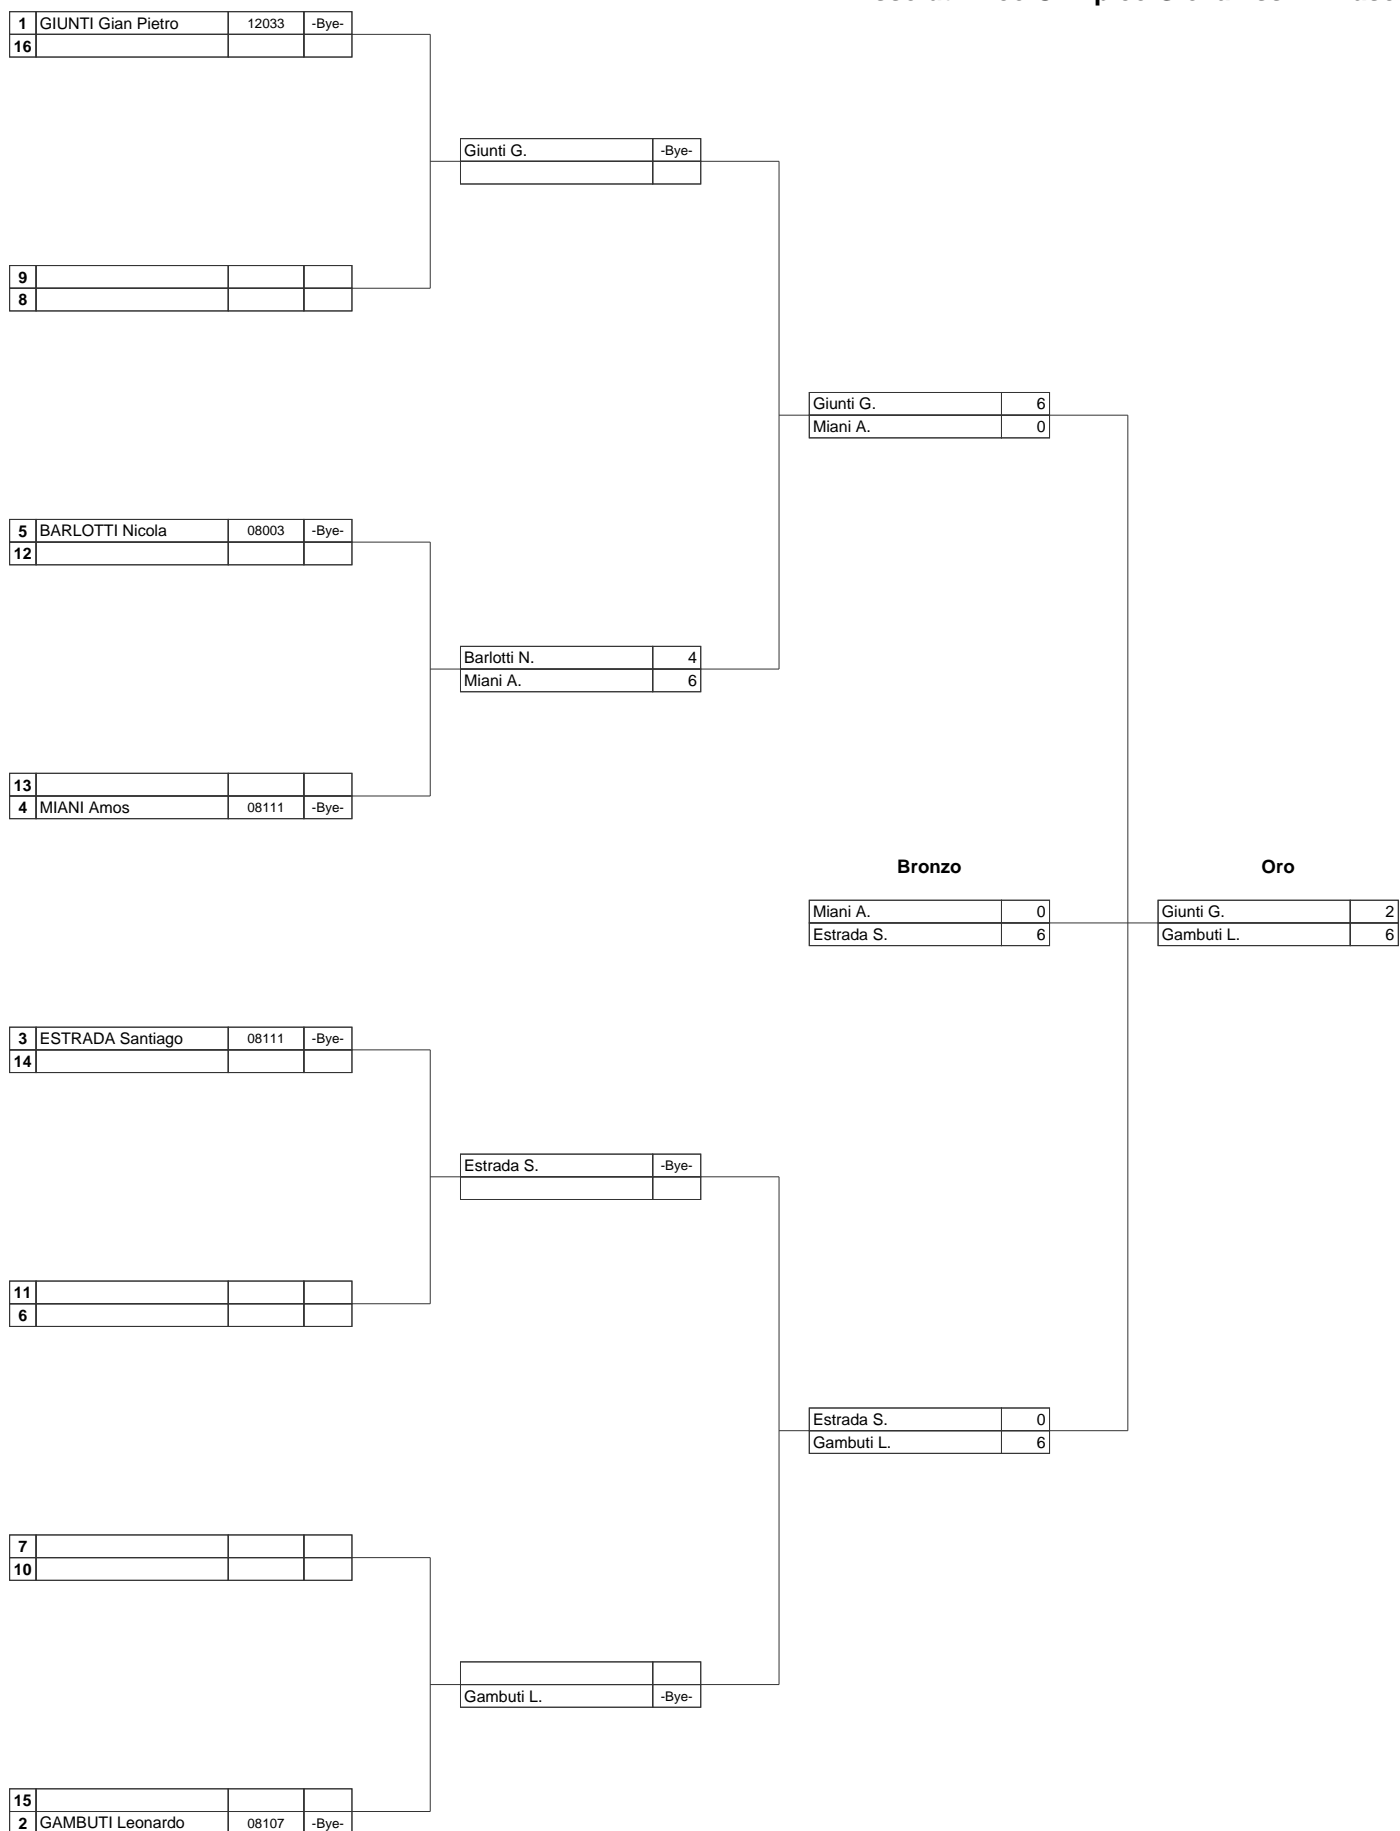 1 GIUNTI Gian Pietro 12033 -Bye-
16
Giunti G. -Bye-
9
8
Giunti G. 6
Miani A. 0
5 BARLOTTI Nicola 08003 -Bye-
12
Barlotti N. 4
Miani A. 6
13
4 MIANI Amos 08111 -Bye-
Bronzo Oro
Miani A. 0 Giunti G. 2
Estrada S. 6 Gambuti L. 6
3 ESTRADA Santiago 08111 -Bye-
14
Estrada S. -Bye-
11
6
Estrada S. 0
Gambuti L. 6
7
10
Gambuti L. -Bye-
15
2 GAMBUTI Leonardo 08107 -Bye-